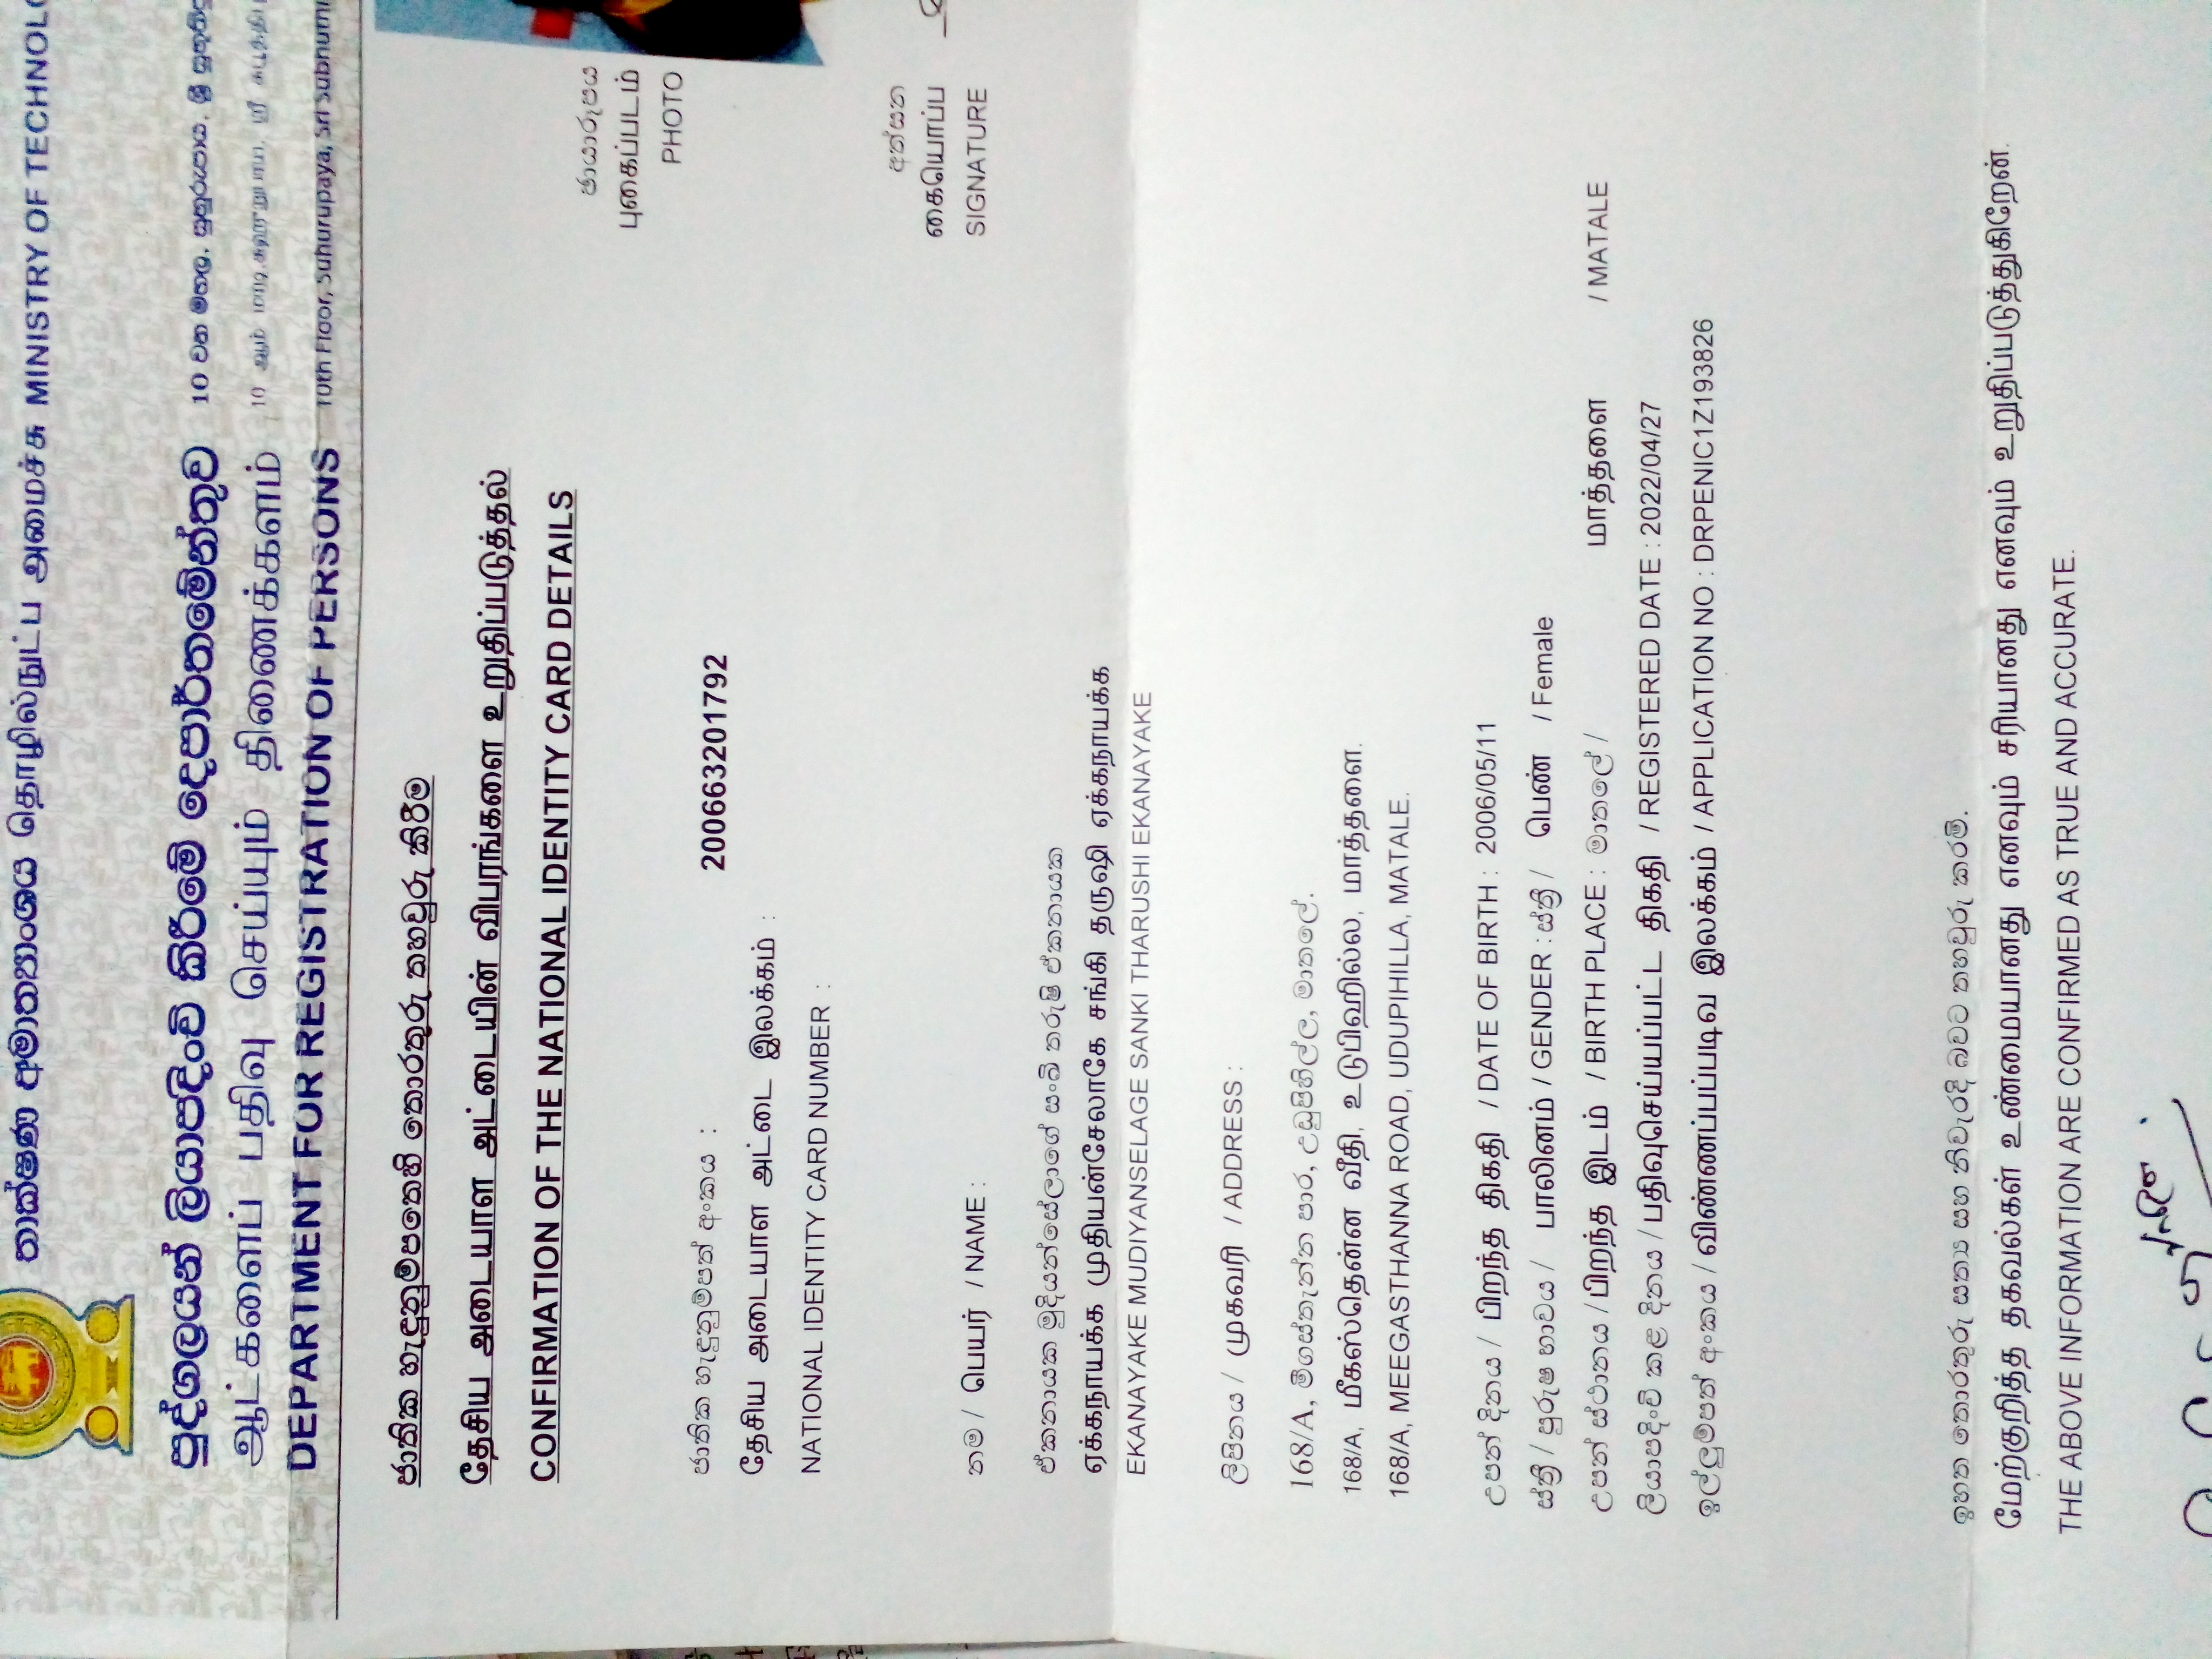 තාක්ෂණ අමාත්‍යාංශය தொழில்நுட்ப அமைச்சு MINISTRY OF
පුද්ගලයන් ලියාපදිංචි කිරීමේ දෙපාර්තමේන්තුව 10 වන මහල, සුහුරුපාය, ශ්‍රී
ஆட்களைப் பதிவு செய்யும் திணைக்களம் 10 ஆம் மாடி,
DEPARTMENT FOR REGISTRATION OF PERSONS 10th Floor, Suhurupaya, Sri
ජාතික හැඳුනුම්පතෙහි තොරතුරු තහවුරු කිරීම
தேசிய அடையாள அட்டையின் விபரங்களை உறுதிப்படுத்தல்
CONFIRMATION OF THE NATIONAL IDENTITY CARD DETAILS
ඡායාරූපය
புகைப்படம்
PHOTO
ජාතික හැඳුනුම්පත් අංකය : 200663201792
தேசிய அடையாள அட்டை இலக்கம் :
NATIONAL IDENTITY CARD NUMBER :
අත්සන
கையொப்ப
SIGNATURE
නම / பெயர் / NAME :
ඒකනායක මුදියන්සේලාගේ සංඛි තරුෂි ඒකනායක
ஏக்கநாயக்க முதியன்சேலாகே சங்கி தருஷி ஏக்கநாயக்க
EKANAYAKE MUDIYANSELAGE SANKI THARUSHI EKANAYAKE
ලිපිනය / முகவரி / ADDRESS :
168/A, මීගස්තැන්න පාර, උඩුපිහිල්ල, මාතලේ.
168/A, மீகஸ்தென்ன வீதி, உடுபிஹில்ல, மாத்தளை.
168/A, MEEGASTHANNA ROAD, UDUPIHILLA, MATALE.
උපන් දිනය / பிறந்த திகதி / DATE OF BIRTH : 2006/05/11
ස්ත්‍රී / පුරුෂ භාවය / பாலினம் / GENDER : ස්ත්‍රී / பெண் / Female
උපන් ස්ථානය / பிறந்த இடம் / BIRTH PLACE : මාතලේ / மாத்தளை / MATALE
ලියාපදිංචි කළ දිනය / பதிவுசெய்யப்பட்ட திகதி / REGISTERED DATE : 2022/04/27
ඉල්ලුම්පත් අංකය / விண்ணப்பப்படிவ இலக்கம் / APPLICATION NO : DRPENIC1Z193826
ඉහත තොරතුරු සත්‍ය සහ නිවැරදි බවට තහවුරු කරමි.
மேற்குறித்த தகவல்கள் உண்மையானது எனவும் சரியானது எனவும் உறுதிப்படுத்துகிறேன்.
THE ABOVE INFORMATION ARE CONFIRMED AS TRUE AND ACCURATE.